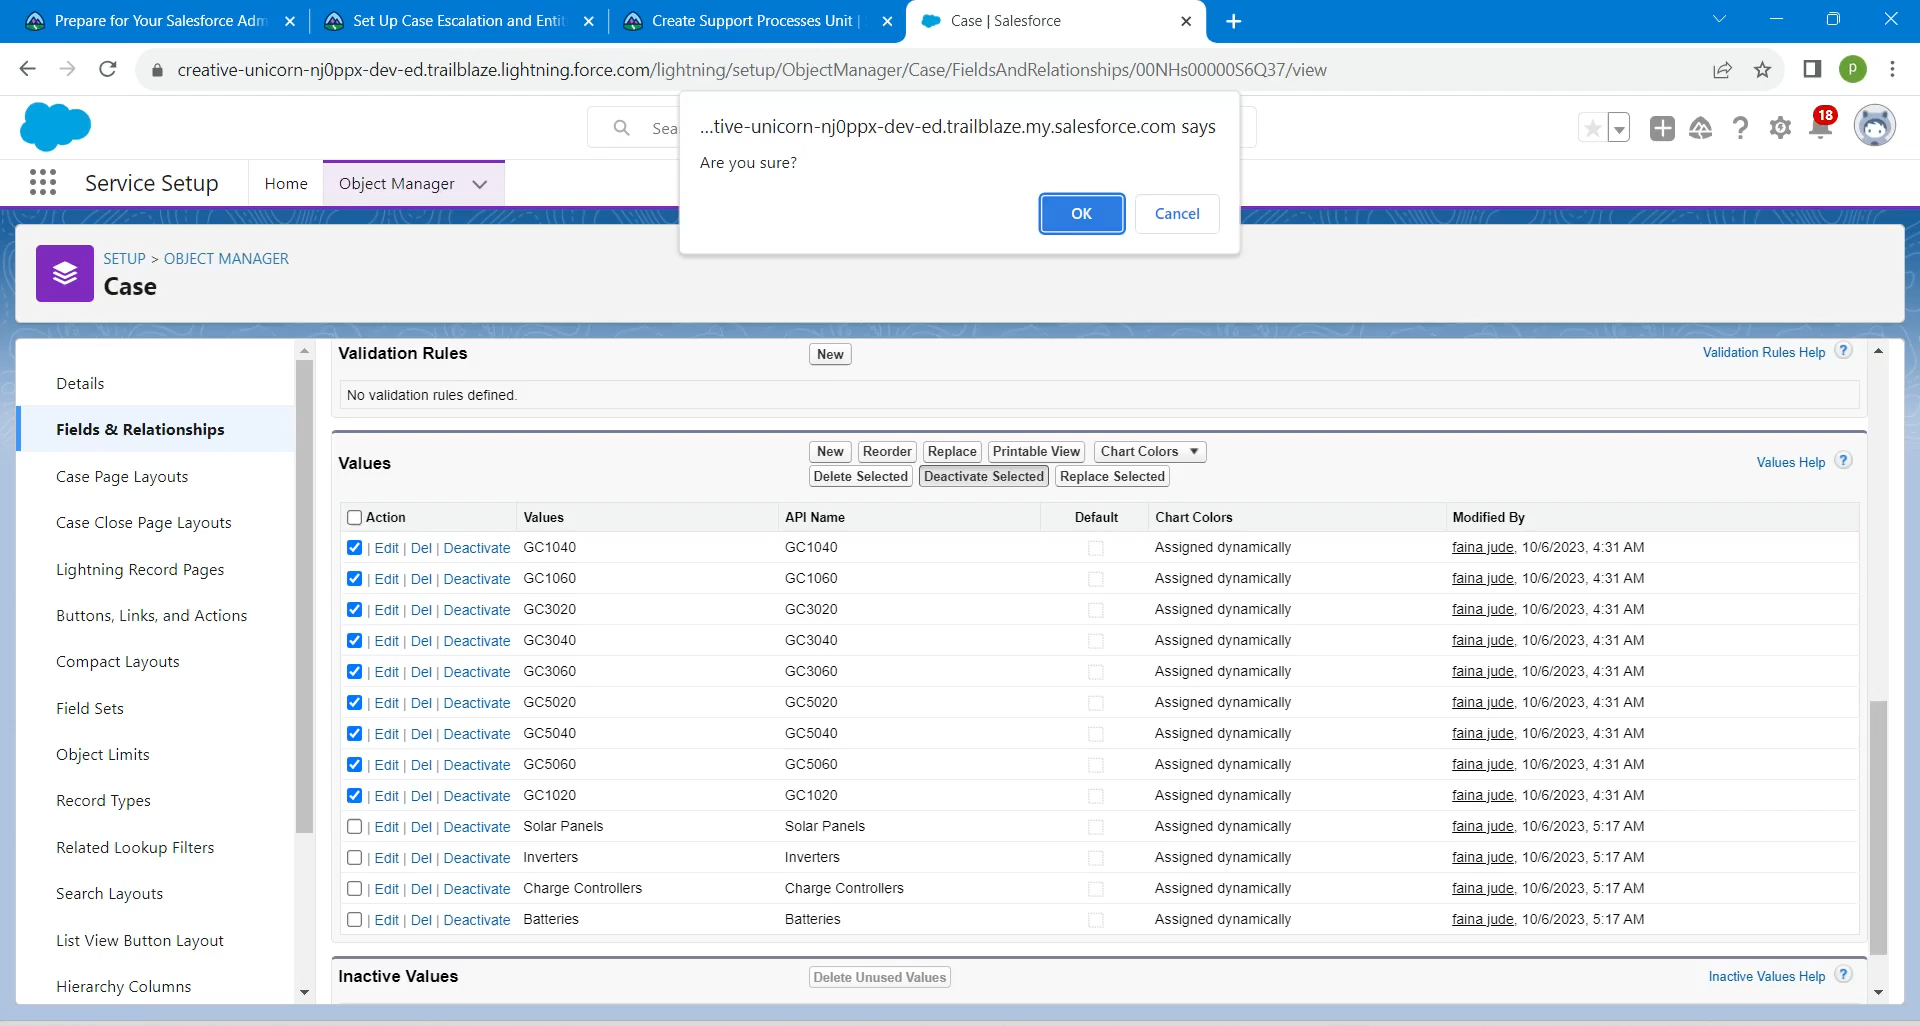 Prepare for Your Salesforce Adm
Set Up Case Escalation and Entit
Create Support Processes Unit |
Case | Salesforce
creative-unicorn-nj0ppx-dev-ed.trailblaze.lightning.force.com/lightning/setup/ObjectManager/Case/FieldsAndRelationships/00NHs00000S6Q37/view
p
...tive-unicorn-nj0ppx-dev-ed.trailblaze.my.salesforce.com says
Are you sure?
OK
Cancel
Sea
18
Service Setup
Home
Object Manager
SETUP > OBJECT MANAGER
Case
Details
Fields & Relationships
Case Page Layouts
Case Close Page Layouts
Lightning Record Pages
Buttons, Links, and Actions
Compact Layouts
Field Sets
Object Limits
Record Types
Related Lookup Filters
Search Layouts
List View Button Layout
Hierarchy Columns
Validation Rules
New
Validation Rules Help ?
No validation rules defined.
Values
New Reorder Replace Printable View Chart Colors
Delete Selected Deactivate Selected Replace Selected
Values Help ?
Action Values API Name Default Chart Colors Modified By
| Edit | Del | Deactivate GC1040 GC1040 Assigned dynamically faina jude, 10/6/2023, 4:31 AM
| Edit | Del | Deactivate GC1060 GC1060 Assigned dynamically faina jude, 10/6/2023, 4:31 AM
| Edit | Del | Deactivate GC3020 GC3020 Assigned dynamically faina jude, 10/6/2023, 4:31 AM
| Edit | Del | Deactivate GC3040 GC3040 Assigned dynamically faina jude, 10/6/2023, 4:31 AM
| Edit | Del | Deactivate GC3060 GC3060 Assigned dynamically faina jude, 10/6/2023, 4:31 AM
| Edit | Del | Deactivate GC5020 GC5020 Assigned dynamically faina jude, 10/6/2023, 4:31 AM
| Edit | Del | Deactivate GC5040 GC5040 Assigned dynamically faina jude, 10/6/2023, 4:31 AM
| Edit | Del | Deactivate GC5060 GC5060 Assigned dynamically faina jude, 10/6/2023, 4:31 AM
| Edit | Del | Deactivate GC1020 GC1020 Assigned dynamically faina jude, 10/6/2023, 4:31 AM
| Edit | Del | Deactivate Solar Panels Solar Panels Assigned dynamically faina jude, 10/6/2023, 5:17 AM
| Edit | Del | Deactivate Inverters Inverters Assigned dynamically faina jude, 10/6/2023, 5:17 AM
| Edit | Del | Deactivate Charge Controllers Charge Controllers Assigned dynamically faina jude, 10/6/2023, 5:17 AM
| Edit | Del | Deactivate Batteries Batteries Assigned dynamically faina jude, 10/6/2023, 5:17 AM
Inactive Values
Delete Unused Values
Inactive Values Help ?